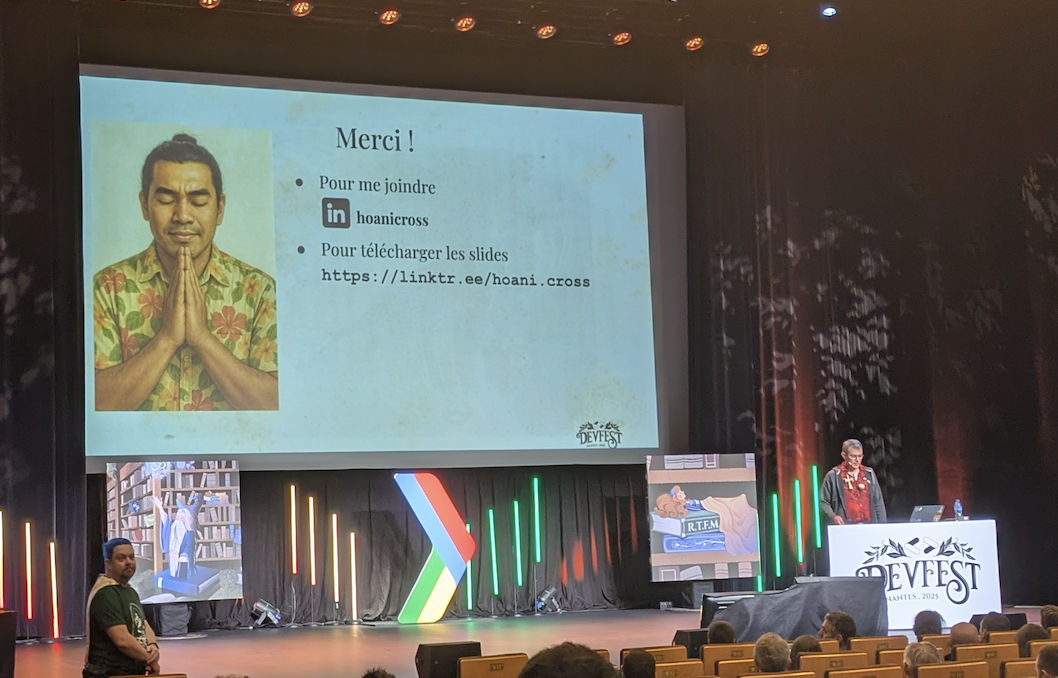 Merci !
Pour me joindre
in hoanicross
Pour télécharger les slides
https://linktr.ee/hoani.cross
DEVFEST
R.T.F.M
DEVFEST
NANTES . 2025